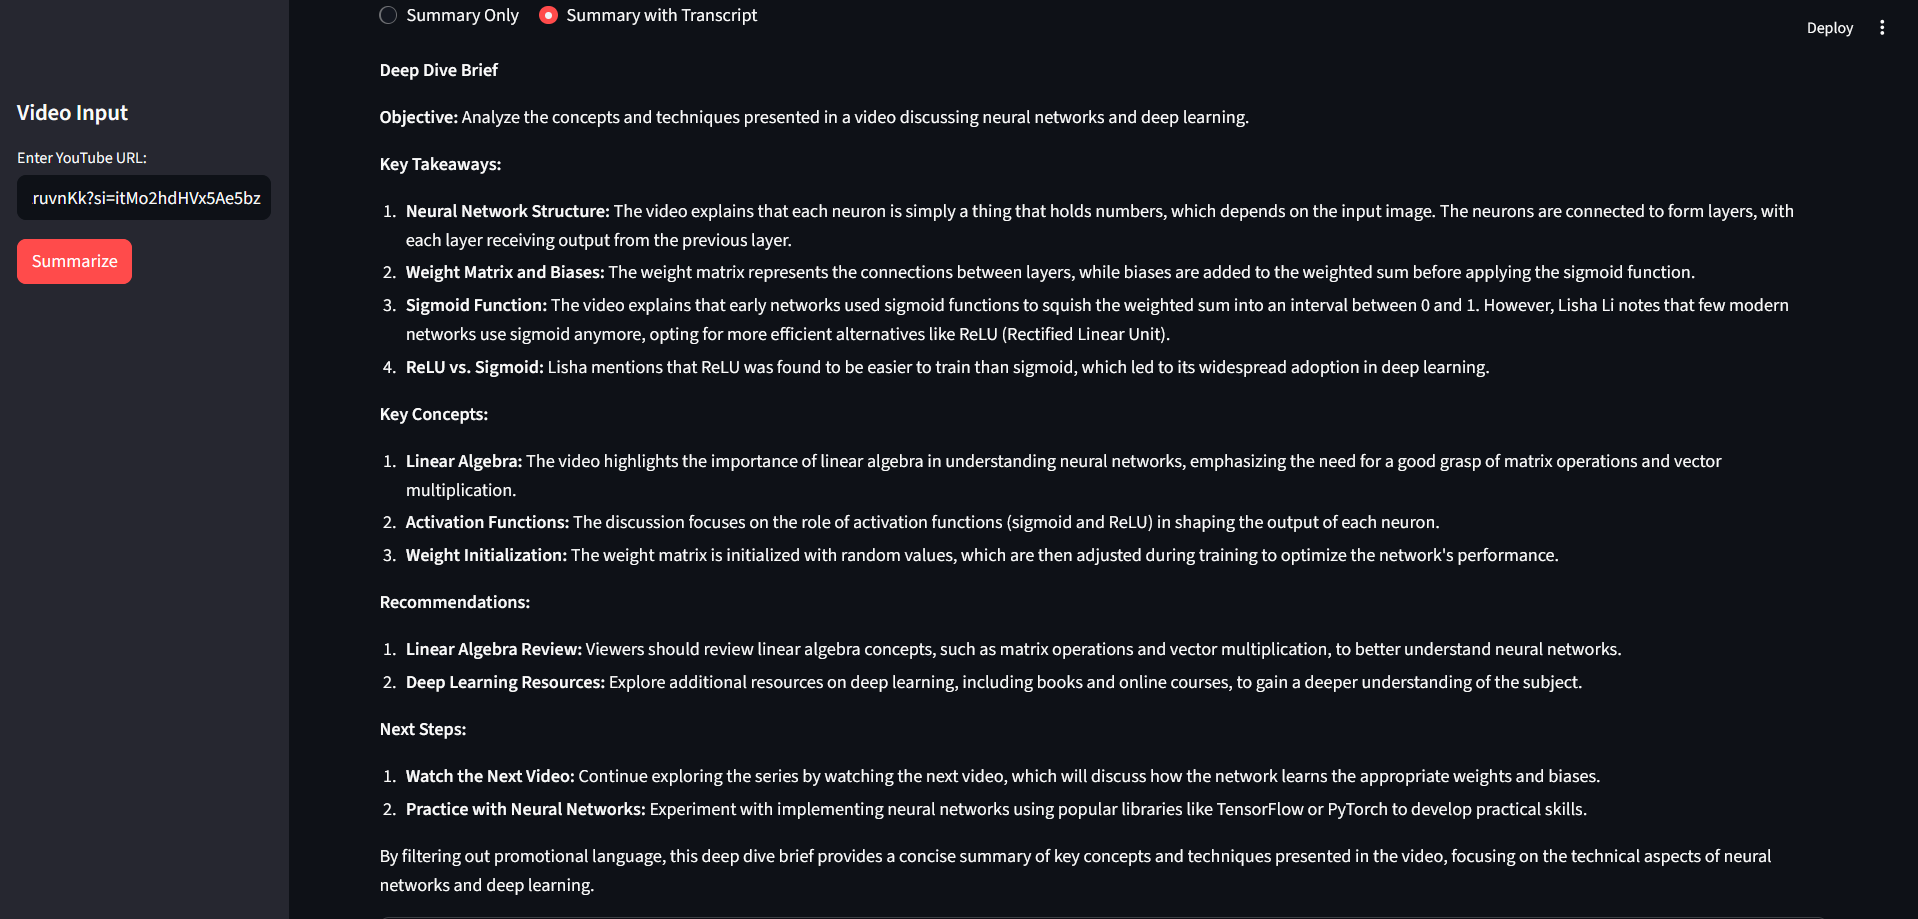 Summary Only
Summary with Transcript
Deploy
Video Input
Enter YouTube URL:
ruvnKk?si=itMo2hdHVx5Ae5bz
Summarize
Deep Dive Brief
Objective: Analyze the concepts and techniques presented in a video discussing neural networks and deep learning.
Key Takeaways:
1. Neural Network Structure: The video explains that each neuron is simply a thing that holds numbers, which depends on the input image. The neurons are connected to form layers, with
each layer receiving output from the previous layer.
2. Weight Matrix and Biases: The weight matrix represents the connections between layers, while biases are added to the weighted sum before applying the sigmoid function.
3. Sigmoid Function: The video explains that early networks used sigmoid functions to squish the weighted sum into an interval between 0 and 1. However, Lisha Li notes that few modern
networks use sigmoid anymore, opting for more efficient alternatives like ReLU (Rectified Linear Unit).
4. ReLU vs. Sigmoid: Lisha mentions that ReLU was found to be easier to train than sigmoid, which led to its widespread adoption in deep learning.
Key Concepts:
1. Linear Algebra: The video highlights the importance of linear algebra in understanding neural networks, emphasizing the need for a good grasp of matrix operations and vector
multiplication.
2. Activation Functions: The discussion focuses on the role of activation functions (sigmoid and ReLU) in shaping the output of each neuron.
3. Weight Initialization: The weight matrix is initialized with random values, which are then adjusted during training to optimize the network's performance.
Recommendations:
1. Linear Algebra Review: Viewers should review linear algebra concepts, such as matrix operations and vector multiplication, to better understand neural networks.
2. Deep Learning Resources: Explore additional resources on deep learning, including books and online courses, to gain a deeper understanding of the subject.
Next Steps:
1. Watch the Next Video: Continue exploring the series by watching the next video, which will discuss how the network learns the appropriate weights and biases.
2. Practice with Neural Networks: Experiment with implementing neural networks using popular libraries like TensorFlow or PyTorch to develop practical skills.
By filtering out promotional language, this deep dive brief provides a concise summary of key concepts and techniques presented in the video, focusing on the technical aspects of neural
networks and deep learning.